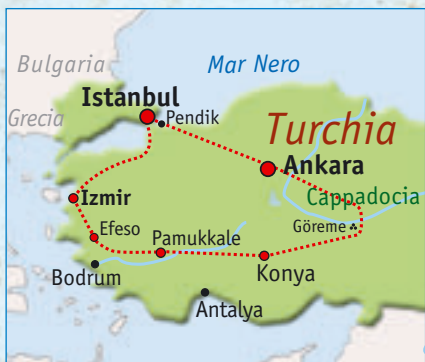 Bulgaria
Mar Nero
Istanbul
Grecia
Pendik
Turchia
Ankara
Cappadocia
Izmir
Efeso
Göreme
Pamukkale
Bodrum
Konya
Antalya